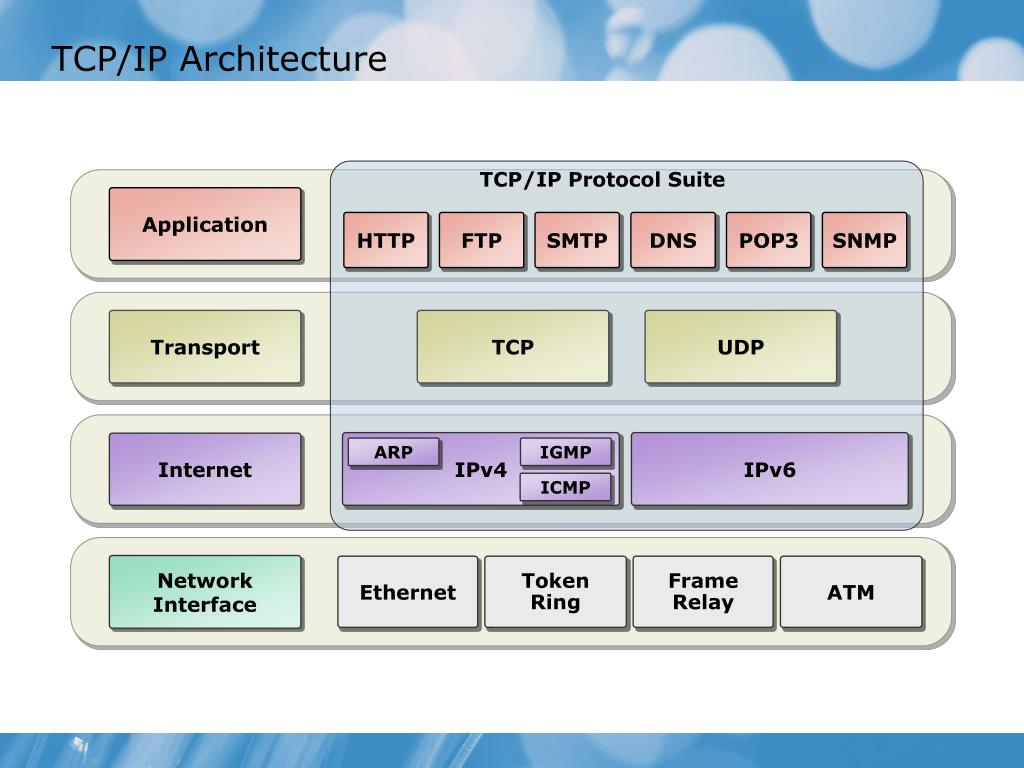 TCP/IP Architecture
TCP/IP Protocol Suite
Application
HTTP
FTP
SMTP
DNS
POP3
SNMP
Transport
TCP
UDP
Internet
ARP
IPv4
IGMP
ICMP
IPv6
Network
Interface
Ethernet
Token
Ring
Frame
Relay
ATM